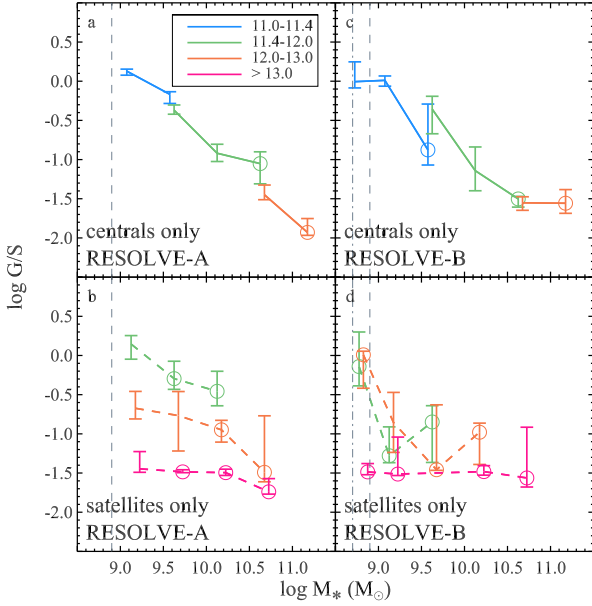 a
11.0-11.4
11.4-12.0
12.0-13.0
> 13.0
c
0.5
0.0
-0.5
-1.0
-1.5
-2.0
centrals only
RESOLVE-A
centrals only
RESOLVE-B
log G/S
b
d
0.0
-0.5
-1.0
-1.5
-2.0
satellites only
RESOLVE-A
satellites only
RESOLVE-B
9.0 9.5 10.0 10.5 11.0
9.0 9.5 10.0 10.5 11.0
log M* (M☉)